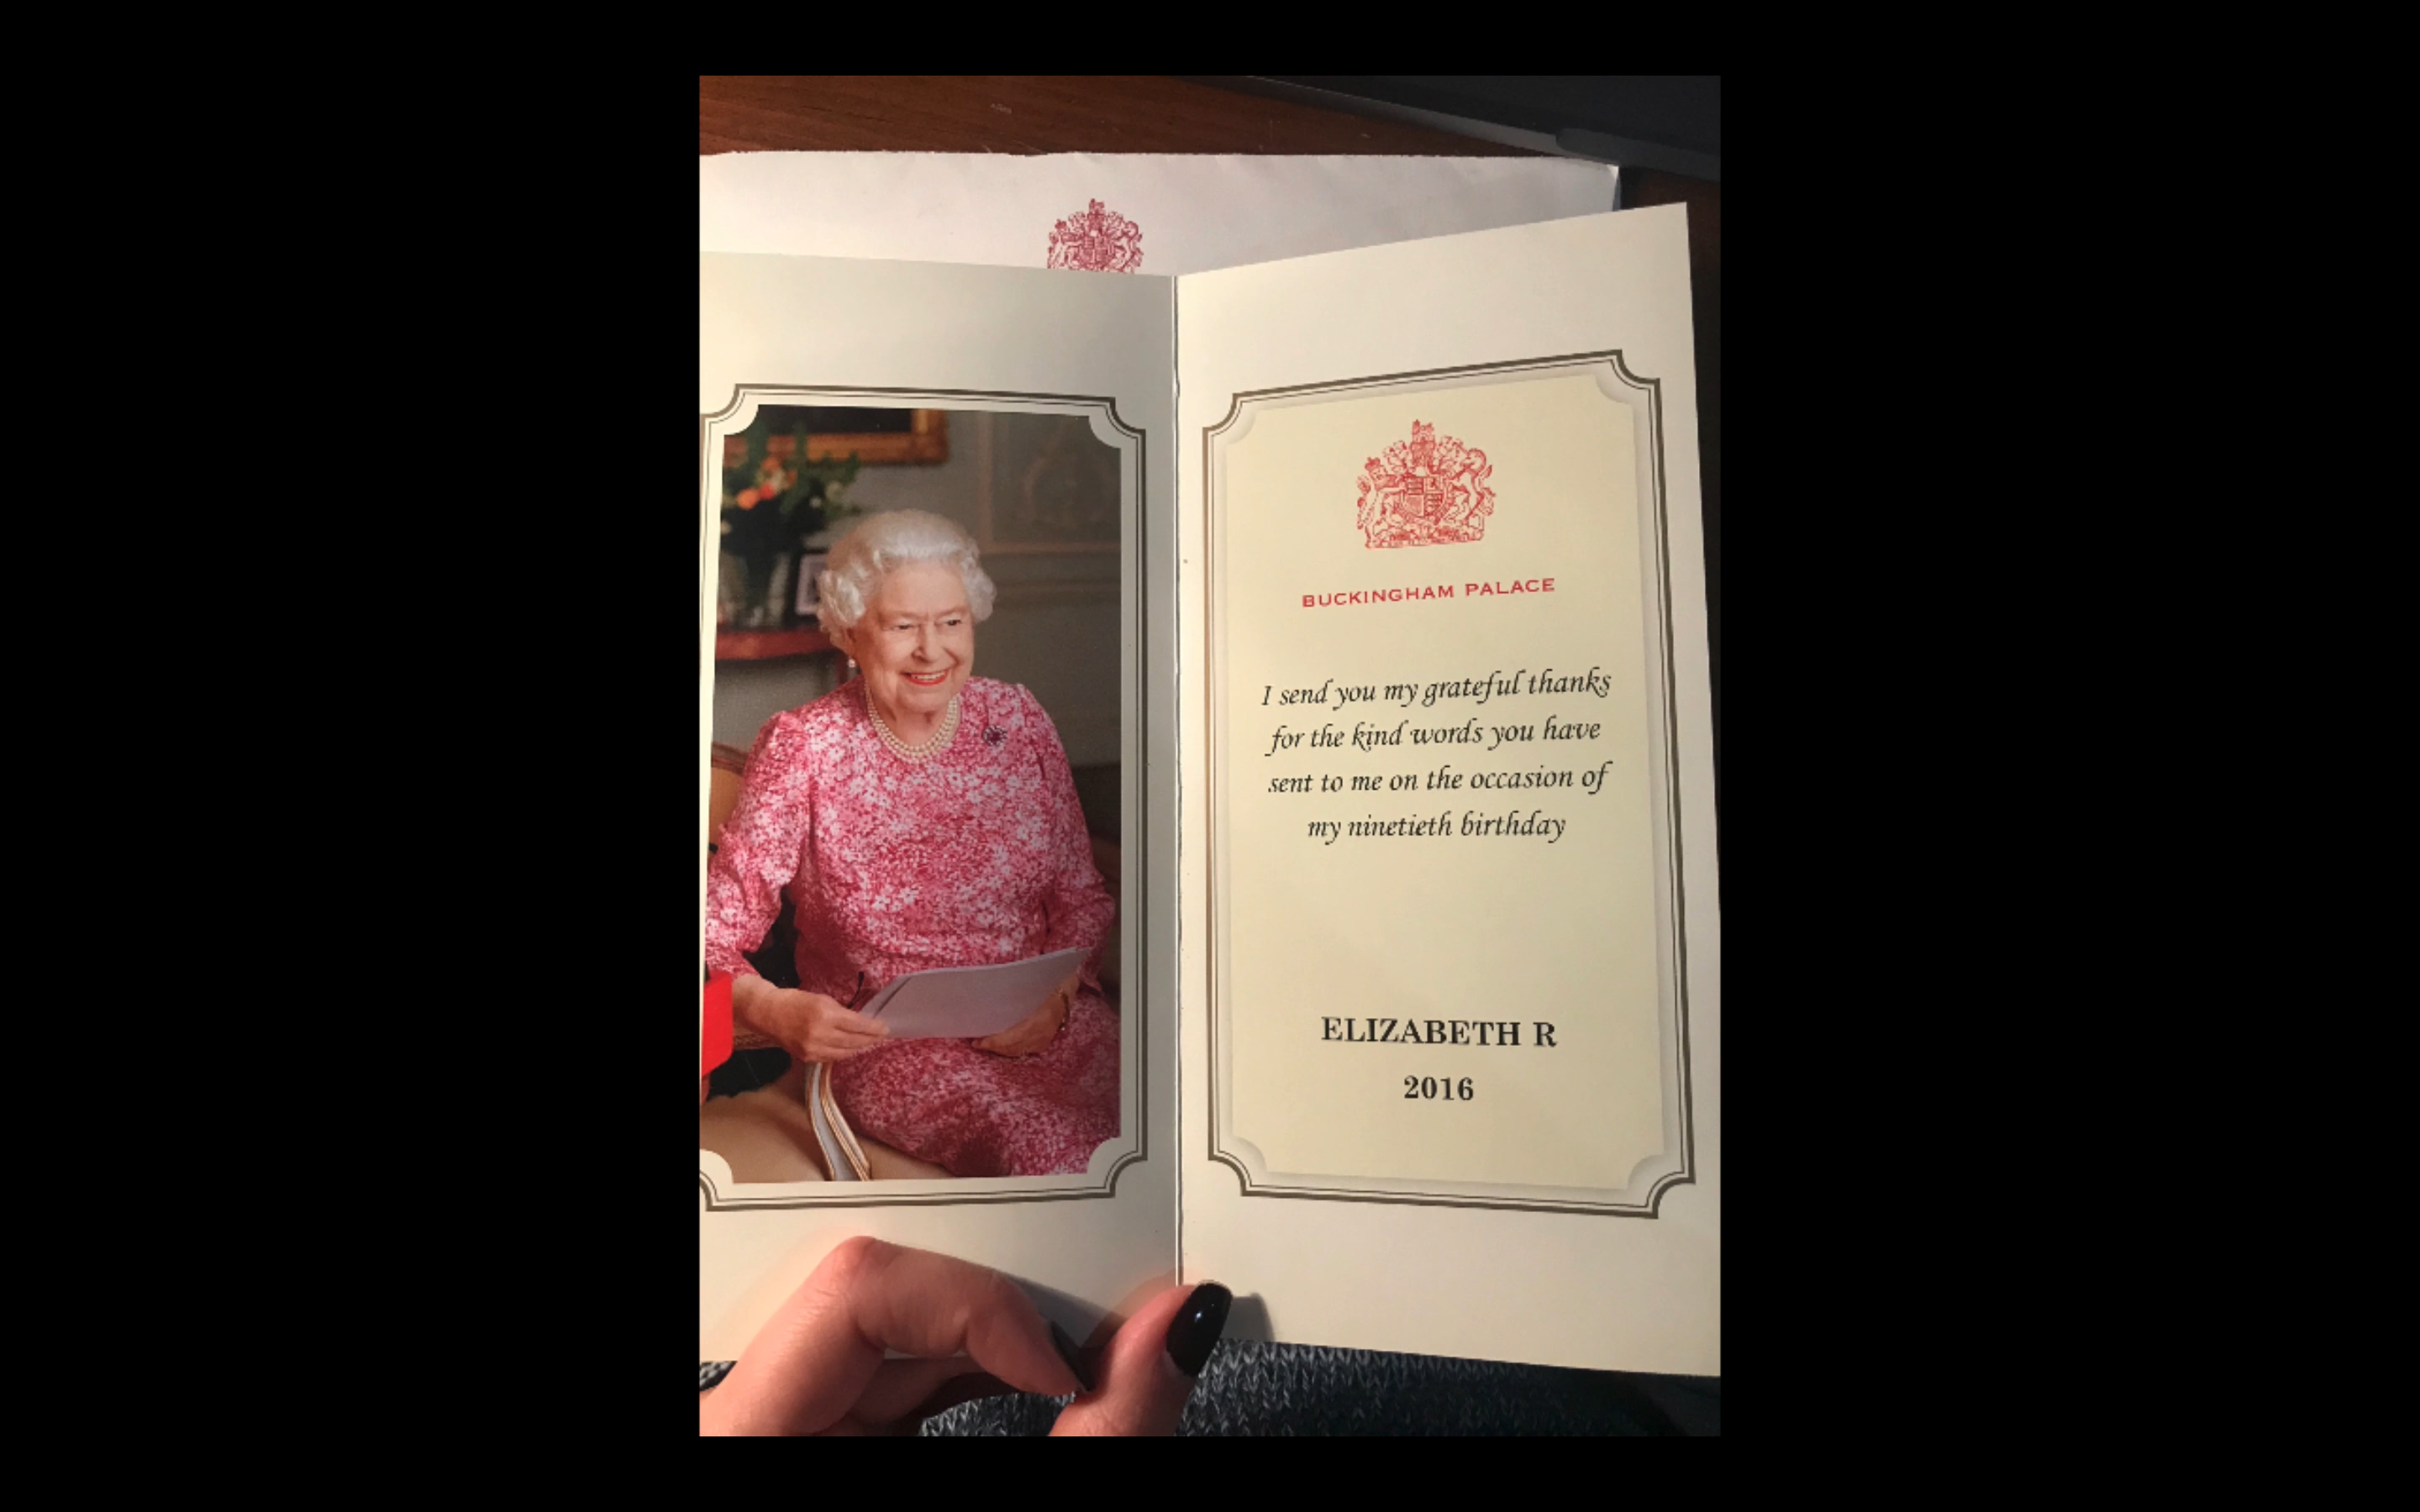 BUCKINGHAM PALACE
I send you my grateful thanks
for the kind words you have
sent to me on the occasion of
my ninetieth birthday
ELIZABETH R
2016